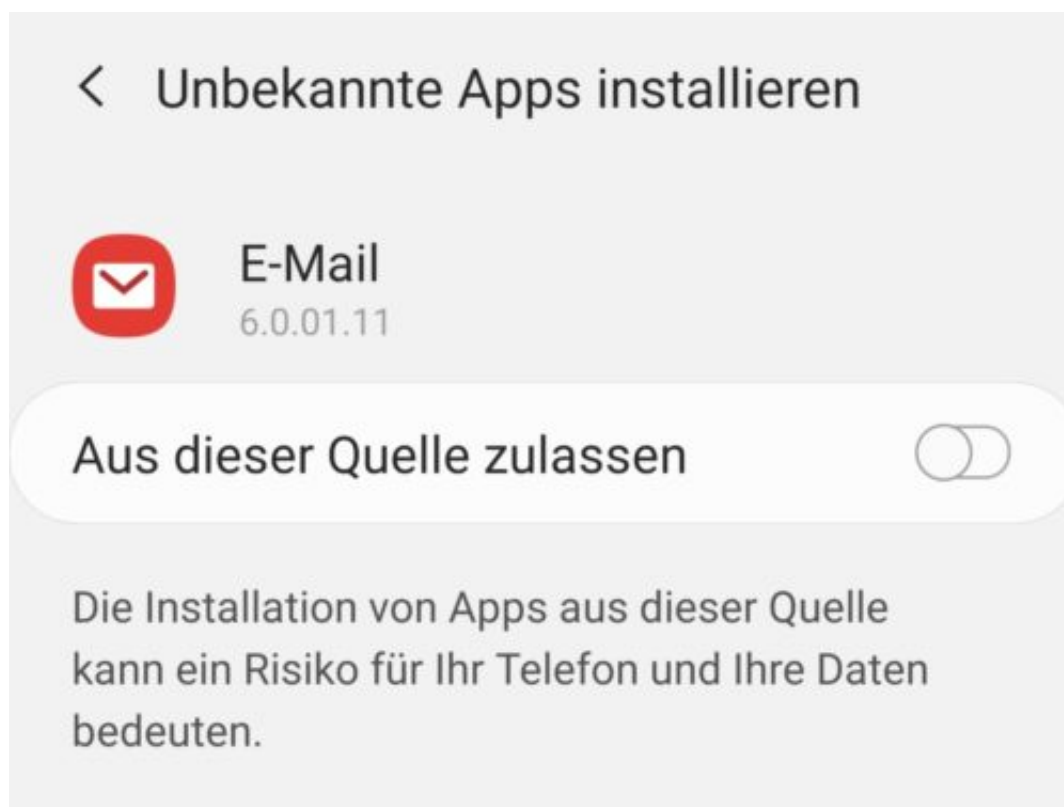 Unbekannte Apps installieren
E-Mail
6.0.01.11
Aus dieser Quelle zulassen
Die Installation von Apps aus dieser Quelle
kann ein Risiko für Ihr Telefon und Ihre Daten
bedeuten.